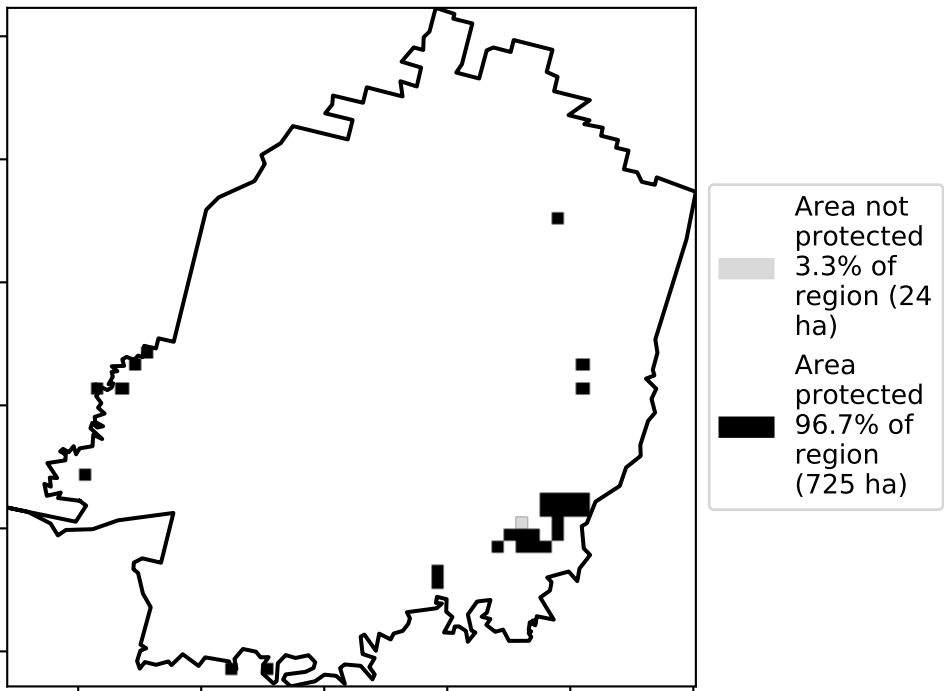 Area not
protected
3.3% of
region (24
ha)
Area
protected
96.7% of
region
(725 ha)